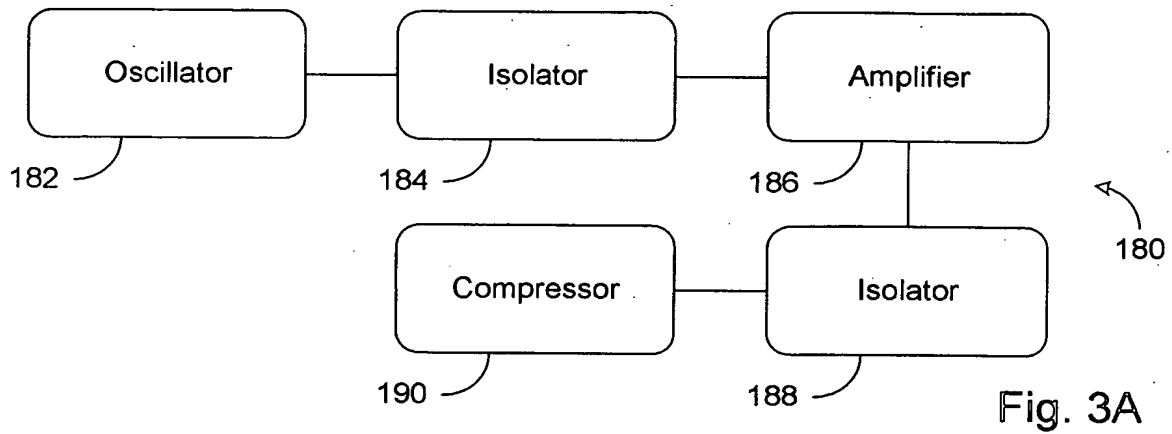 Oscillator
Isolator
Amplifier
182
184
186
180
Compressor
Isolator
190
188
Fig. 3A